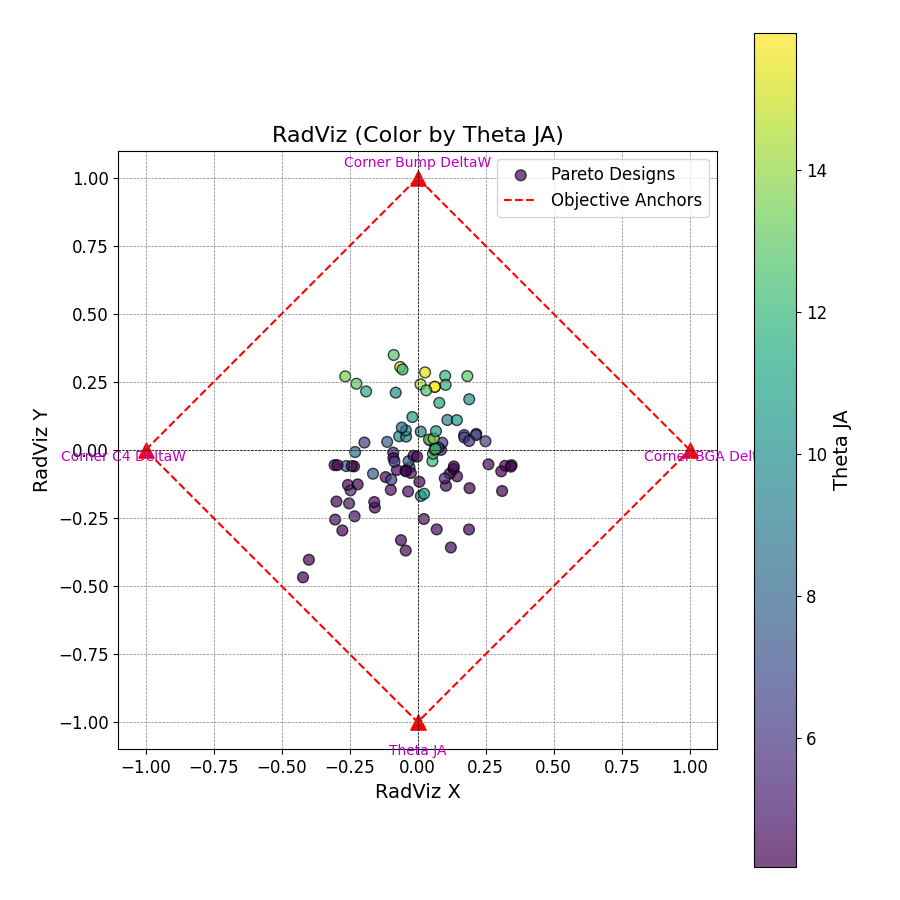 RadViz (Color by Theta JA)
Corner Bump DeltaW
Pareto Designs
Objective Anchors
1.00
0.75
0.50
0.25
0.00
−0.25
−0.50
−0.75
−1.00
RadViz Y
Corner C4 DeltaW
Corner BGA Delt
Theta JA
−1.00
−0.75
−0.50
−0.25
0.00
0.25
0.50
0.75
1.00
RadViz X
14
12
10
8
6
Theta JA